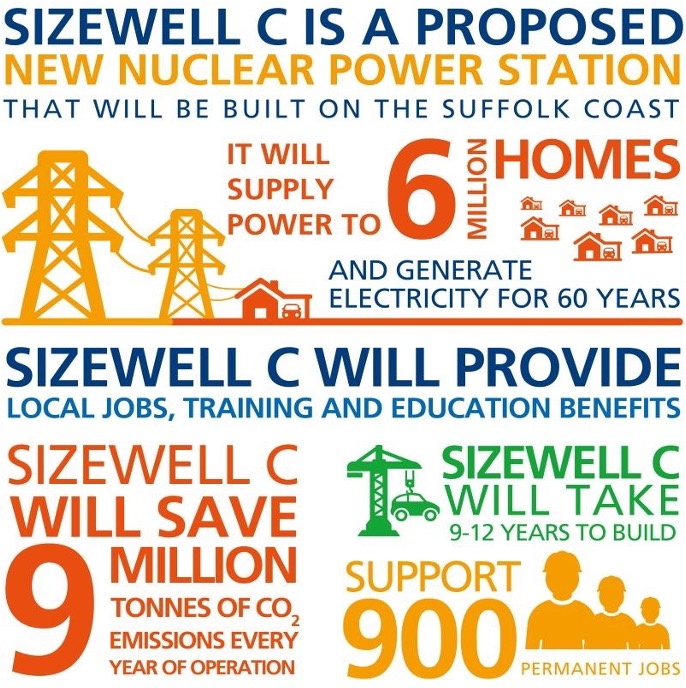 SIZEWELL C IS A PROPOSED
NEW NUCLEAR POWER STATION
THAT WILL BE BUILT ON THE SUFFOLK COAST
IT WILL
SUPPLY
POWER TO
6
MILLION
HOMES
AND GENERATE
ELECTRICITY FOR 60 YEARS
SIZEWELL C WILL PROVIDE
LOCAL JOBS, TRAINING AND EDUCATION BENEFITS
SIZEWELL C
WILL SAVE
9
MILLION
TONNES OF CO₂
EMISSIONS EVERY
YEAR OF OPERATION
SIZEWELL C
WILL TAKE
9-12 YEARS TO BUILD
SUPPORT
900
PERMANENT JOBS